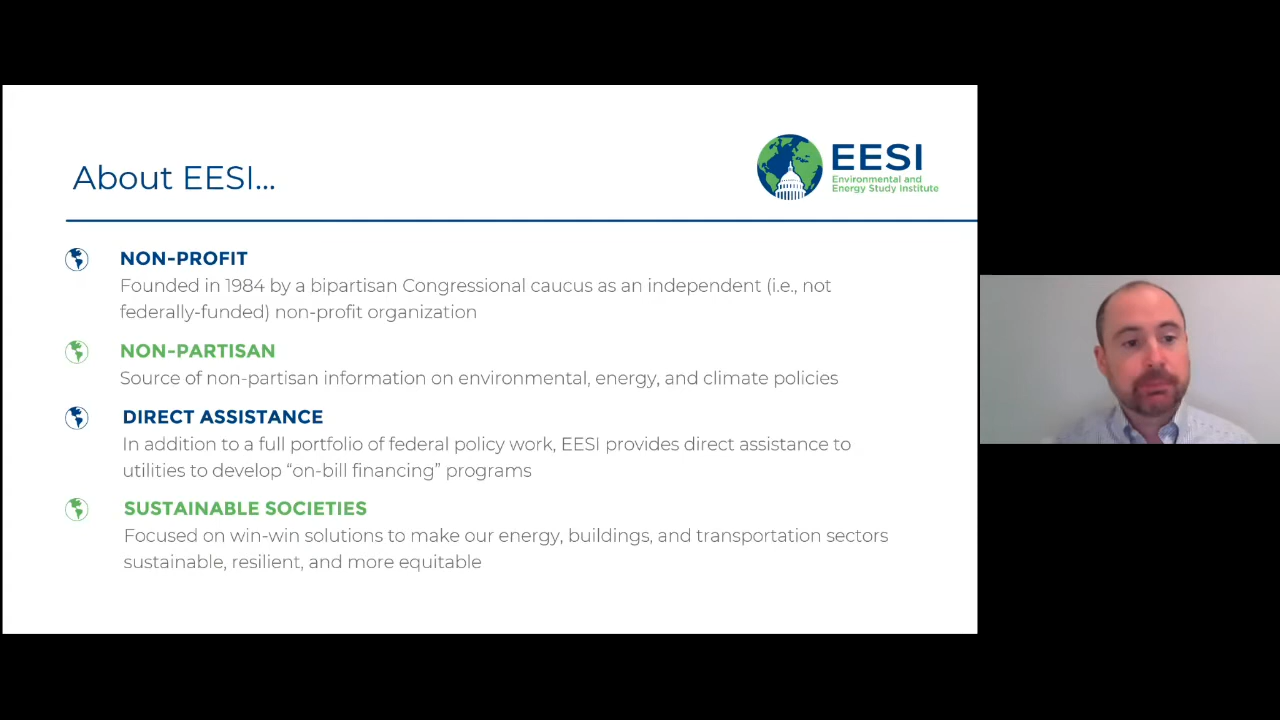 About EESI...
EESI
Environmental and
Energy Study Institute
NON-PROFIT
Founded in 1984 by a bipartisan Congressional caucus as an independent (i.e., not
federally-funded) non-profit organization
NON-PARTISAN
Source of non-partisan information on environmental, energy, and climate policies
DIRECT ASSISTANCE
In addition to a full portfolio of federal policy work, EESI provides direct assistance to
utilities to develop “on-bill financing” programs
SUSTAINABLE SOCIETIES
Focused on win-win solutions to make our energy, buildings, and transportation sectors
sustainable, resilient, and more equitable